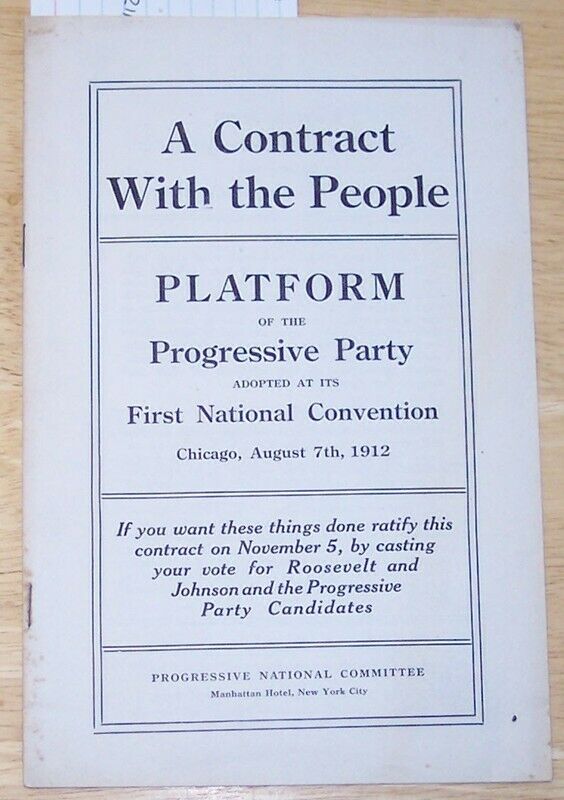 A Contract
With the People
PLATFORM
OF THE
Progressive Party
ADOPTED AT ITS
First National Convention
Chicago, August 7th, 1912
If you want these things done ratify this
contract on November 5, by casting
your vote for Roosevelt and
Johnson and the Progressive
Party Candidates
PROGRESSIVE NATIONAL COMMITTEE
Manhattan Hotel, New York City